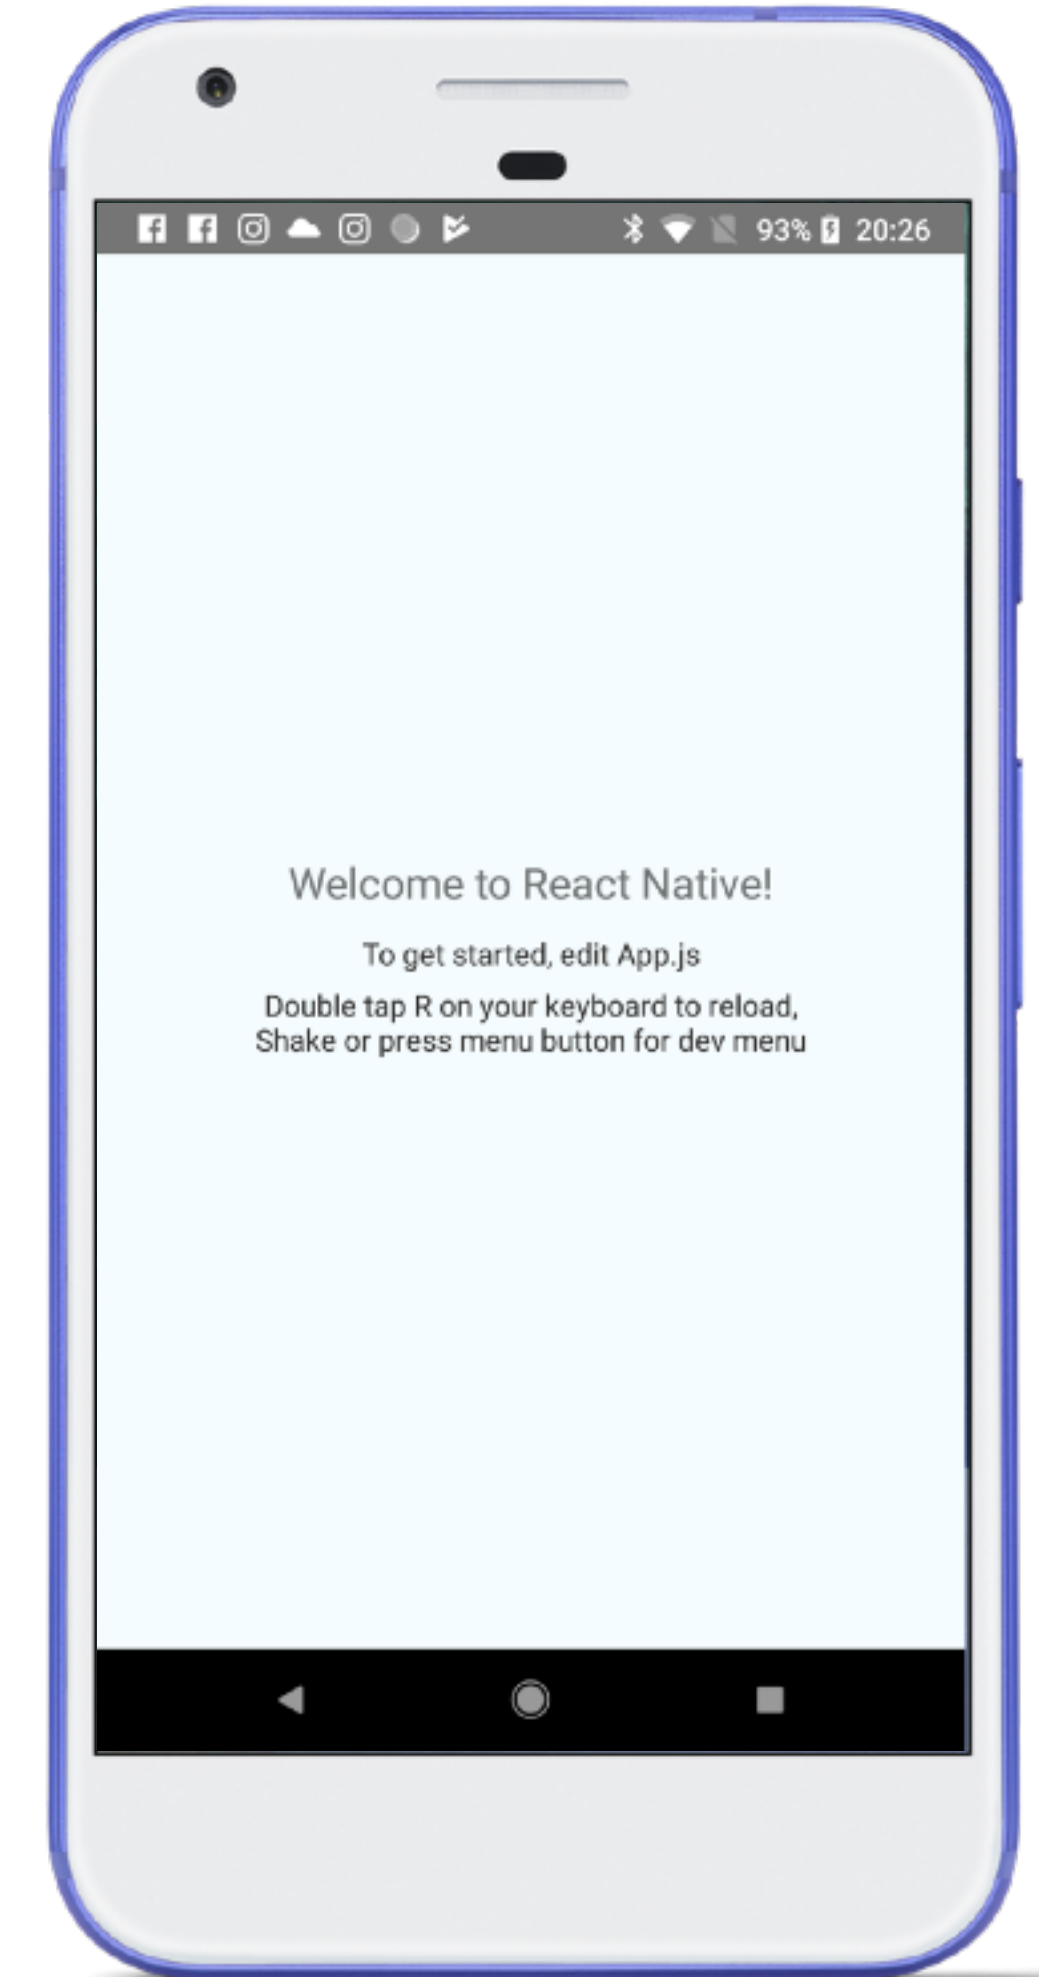 93% 20:26
Welcome to React Native!
To get started, edit App.js
Double tap R on your keyboard to reload,
Shake or press menu button for dev menu